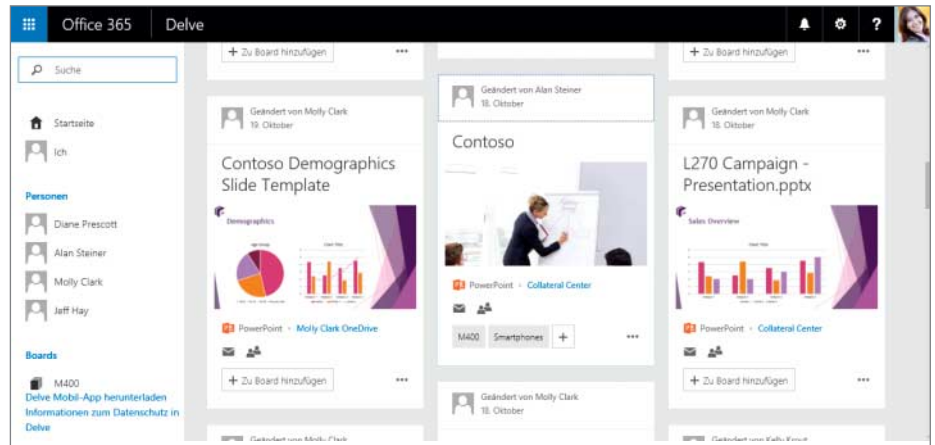 Office 365
Delve
Suche
Startseite
Ich
Personen
Diane Prescott
Alan Steiner
Molly Clark
Jeff Hay
Boards
M400
Delve Mobil-App herunterladen
Informationen zum Datenschutz in
Delve
+ Zu Board hinzufügen
Geändert von Molly Clark
19. Oktober
Contoso Demographics
Slide Template
Demographics
PowerPoint
Molly Clark OneDrive
+ Zu Board hinzufügen
Geändert von Molly Clark
Geändert von Alan Steiner
18. Oktober
Contoso
PowerPoint
Collateral Center
M400
Smartphones
+
Geändert von Molly Clark
18. Oktober
+ Zu Board hinzufügen
Geändert von Molly Clark
18. Oktober
L270 Campaign -
Presentation.pptx
Sales Overview
PowerPoint
Collateral Center
+ Zu Board hinzufügen
Geändert von Kelly Krout